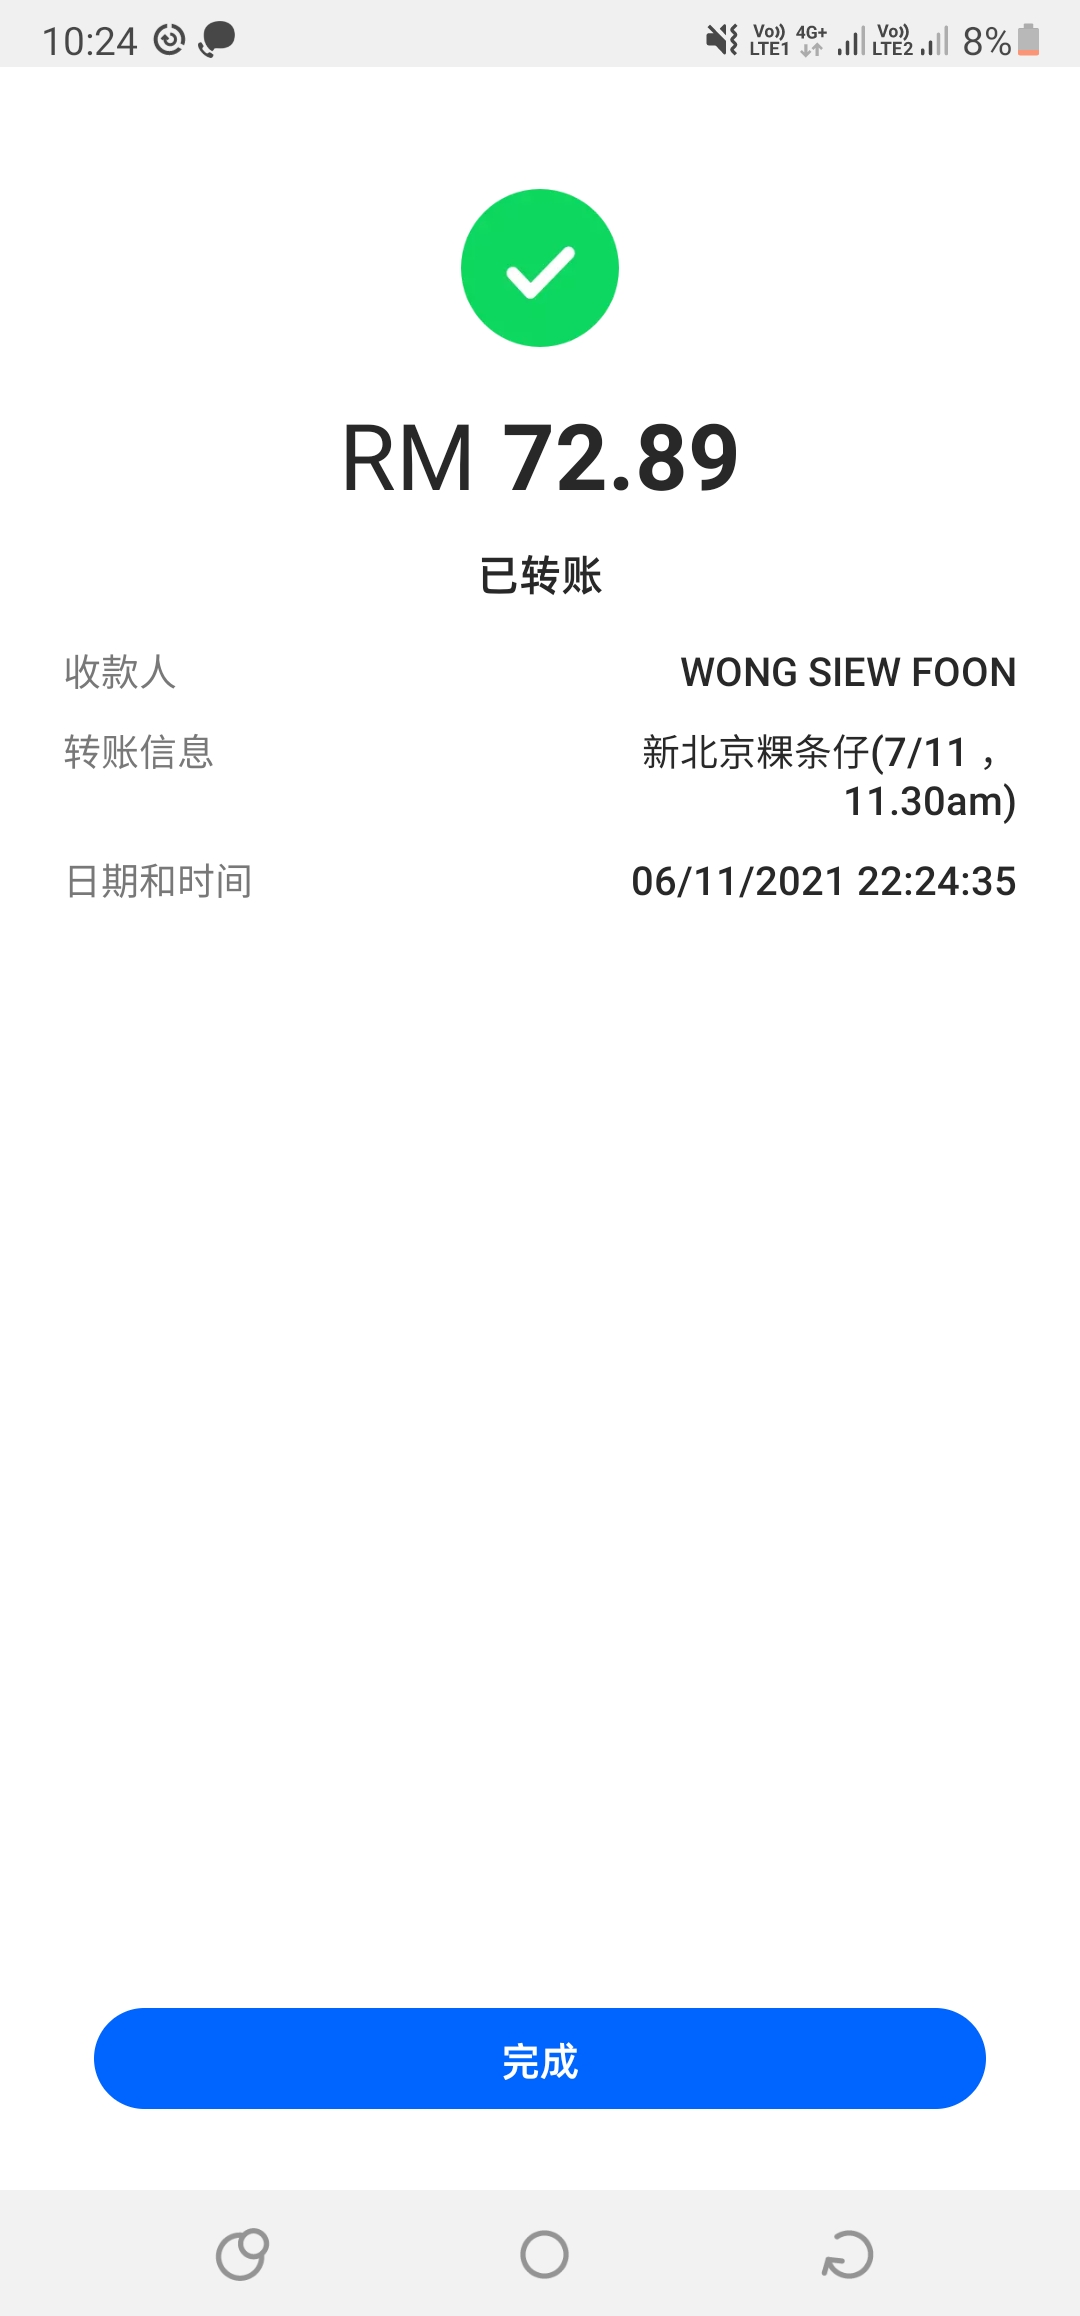 10:24 Vo)) LTE1 4G+ Vo)) LTE2 8%
RM 72.89
已转账
收款人 WONG SIEW FOON
转账信息 新北京粿条仔(7/11 ，
11.30am)
日期和时间 06/11/2021 22:24:35
完成